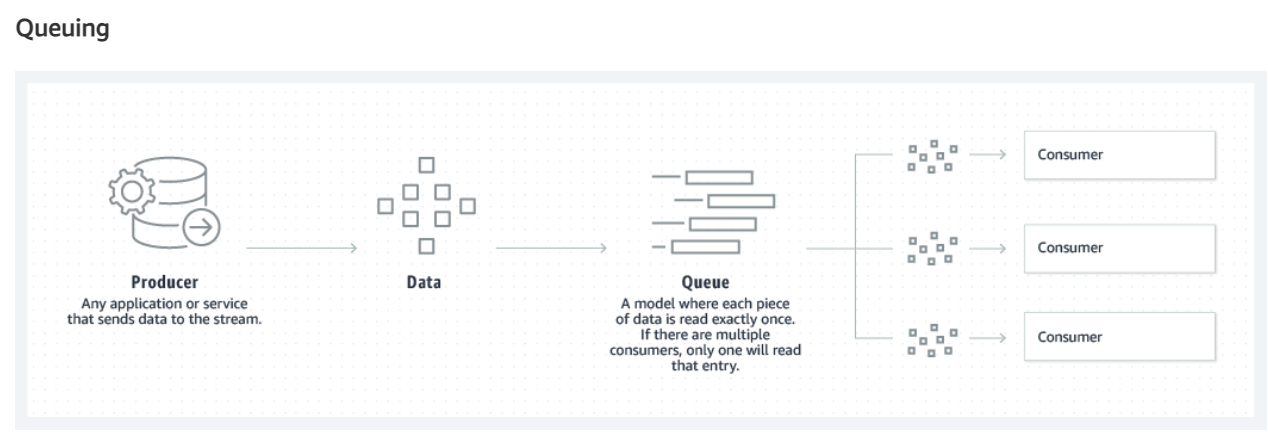 Queuing
Producer
Any application or service
that sends data to the stream.
Data
Queue
A model where each piece
of data is read exactly once.
If there are multiple
consumers, only one will read
that entry.
Consumer
Consumer
Consumer